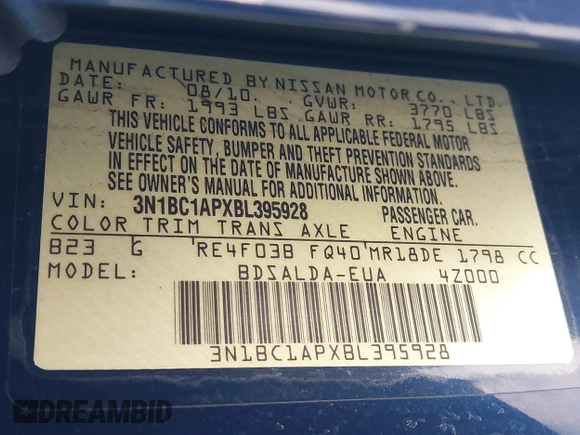 MANUFACTURED BY NISSAN MOTOR CO., LTD.
DATE: 08/10. GVWR: 3770 LBS
GAWR FR: 1993 LBS GAWR RR: 1795 LBS
THIS VEHICLE CONFORMS TO ALL APPLICABLE FEDERAL MOTOR
VEHICLE SAFETY, BUMPER AND THEFT PREVENTION STANDARDS
IN EFFECT ON THE DATE OF MANUFACTURE SHOWN ABOVE.
SEE OWNER'S MANUAL FOR ADDITIONAL INFORMATION.
VIN: 3N1BC1APXBL395928 PASSENGER CAR.
COLOR TRIM TRANS AXLE ENGINE
B23 G RE4F03B FQ40 MR18DE 1798 CC
MODEL: BDSALDA-EUA 4Z000
3N1BC1APXBL395928
DREAMBID